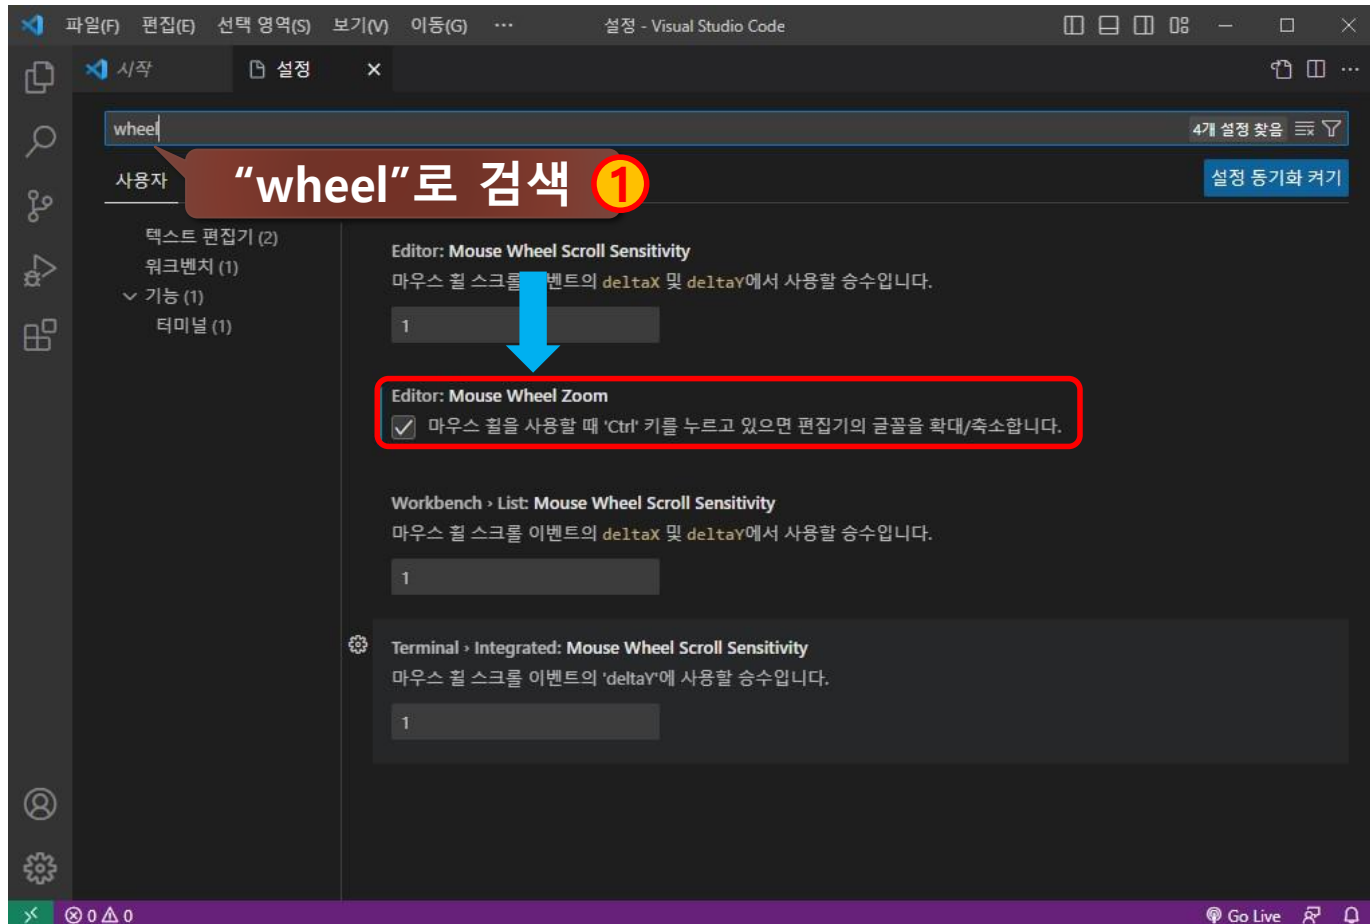 파일(F) 편집(E) 선택 영역(S) 보기(V) 이동(G) ··· 설정 - Visual Studio Code
시작 설정
wheel 4개 설정 찾음
“wheel”로 검색 1
사용자 설정 동기화 켜기
텍스트 편집기 (2)
워크벤치 (1)
기능 (1)
터미널 (1)
Editor: Mouse Wheel Scroll Sensitivity
마우스 휠 스크롤 이벤트의 deltaX 및 deltaY에서 사용할 승수입니다.
1
Editor: Mouse Wheel Zoom
마우스 휠을 사용할 때 'Ctrl' 키를 누르고 있으면 편집기의 글꼴을 확대/축소합니다.
Workbench › List: Mouse Wheel Scroll Sensitivity
마우스 휠 스크롤 이벤트의 deltaX 및 deltaY에서 사용할 승수입니다.
1
Terminal › Integrated: Mouse Wheel Scroll Sensitivity
마우스 휠 스크롤 이벤트의 'deltaY'에 사용할 승수입니다.
1
0 0 Go Live